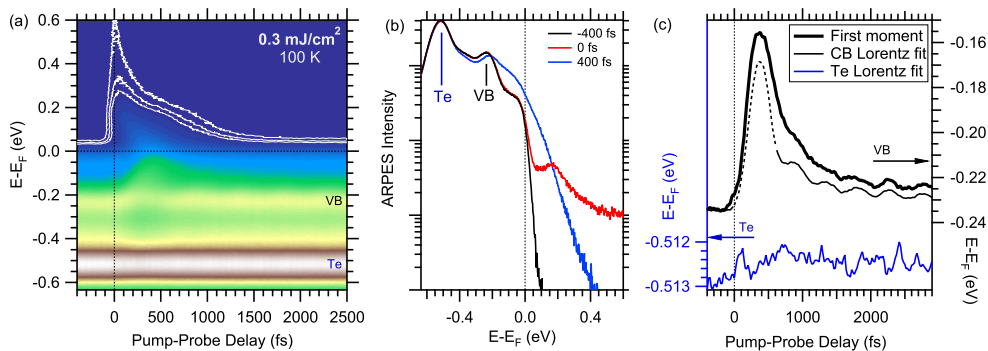 (a)
0.3 mJ/cm²
100 K
VB
Te
0.6
0.4
0.2
0.0
-0.2
-0.4
-0.6
E-E_F (eV)
0 500 1000 1500 2000 2500
Pump-Probe Delay (fs)
(b)
-400 fs
0 fs
400 fs
Te
VB
ARPES Intensity
-0.4 0.0 0.4
E-E_F (eV)
(c)
First moment
CB Lorentz fit
Te Lorentz fit
VB
Te
E-E_F (eV)
-0.512
-0.513
-0.16
-0.18
-0.20
-0.22
-0.24
E-E_F (eV)
0 1000 2000
Pump-Probe Delay (fs)